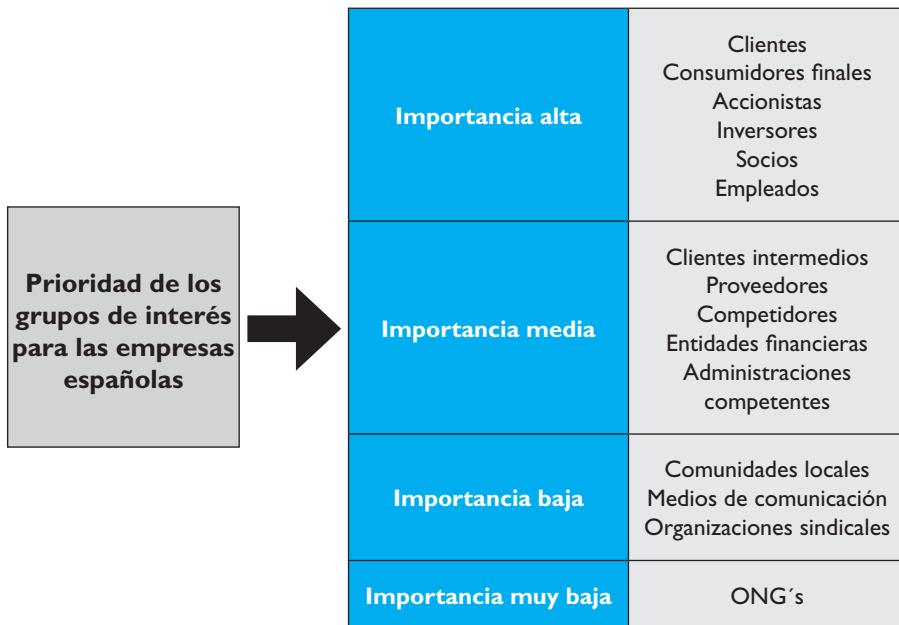 Prioridad de los
grupos de interés
para las empresas
españolas
Importancia alta
Clientes
Consumidores finales
Accionistas
Inversores
Socios
Empleados
Importancia media
Clientes intermedios
Proveedores
Competidores
Entidades financieras
Administraciones
competentes
Importancia baja
Comunidades locales
Medios de comunicación
Organizaciones sindicales
Importancia muy baja
ONG´s